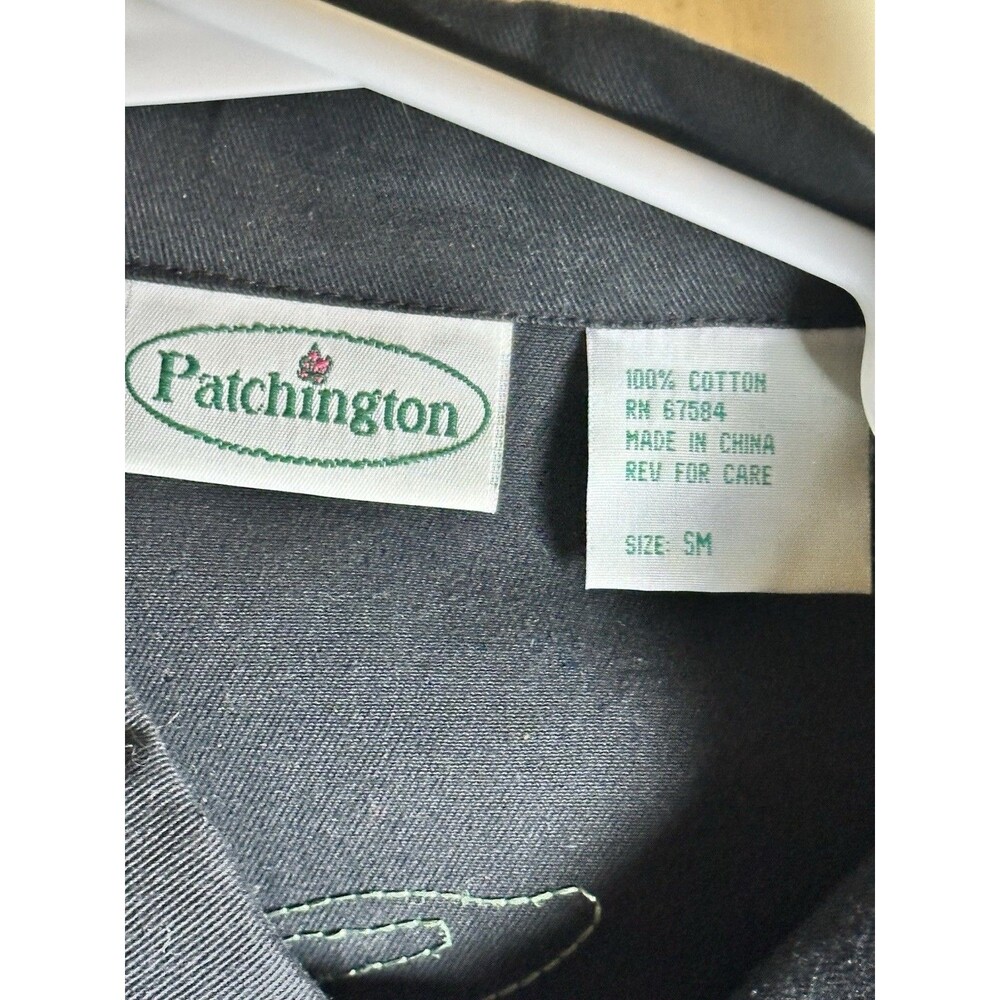 Patchington
100% COTTON
RN 67584
MADE IN CHINA
REV FOR CARE
SIZE: SM